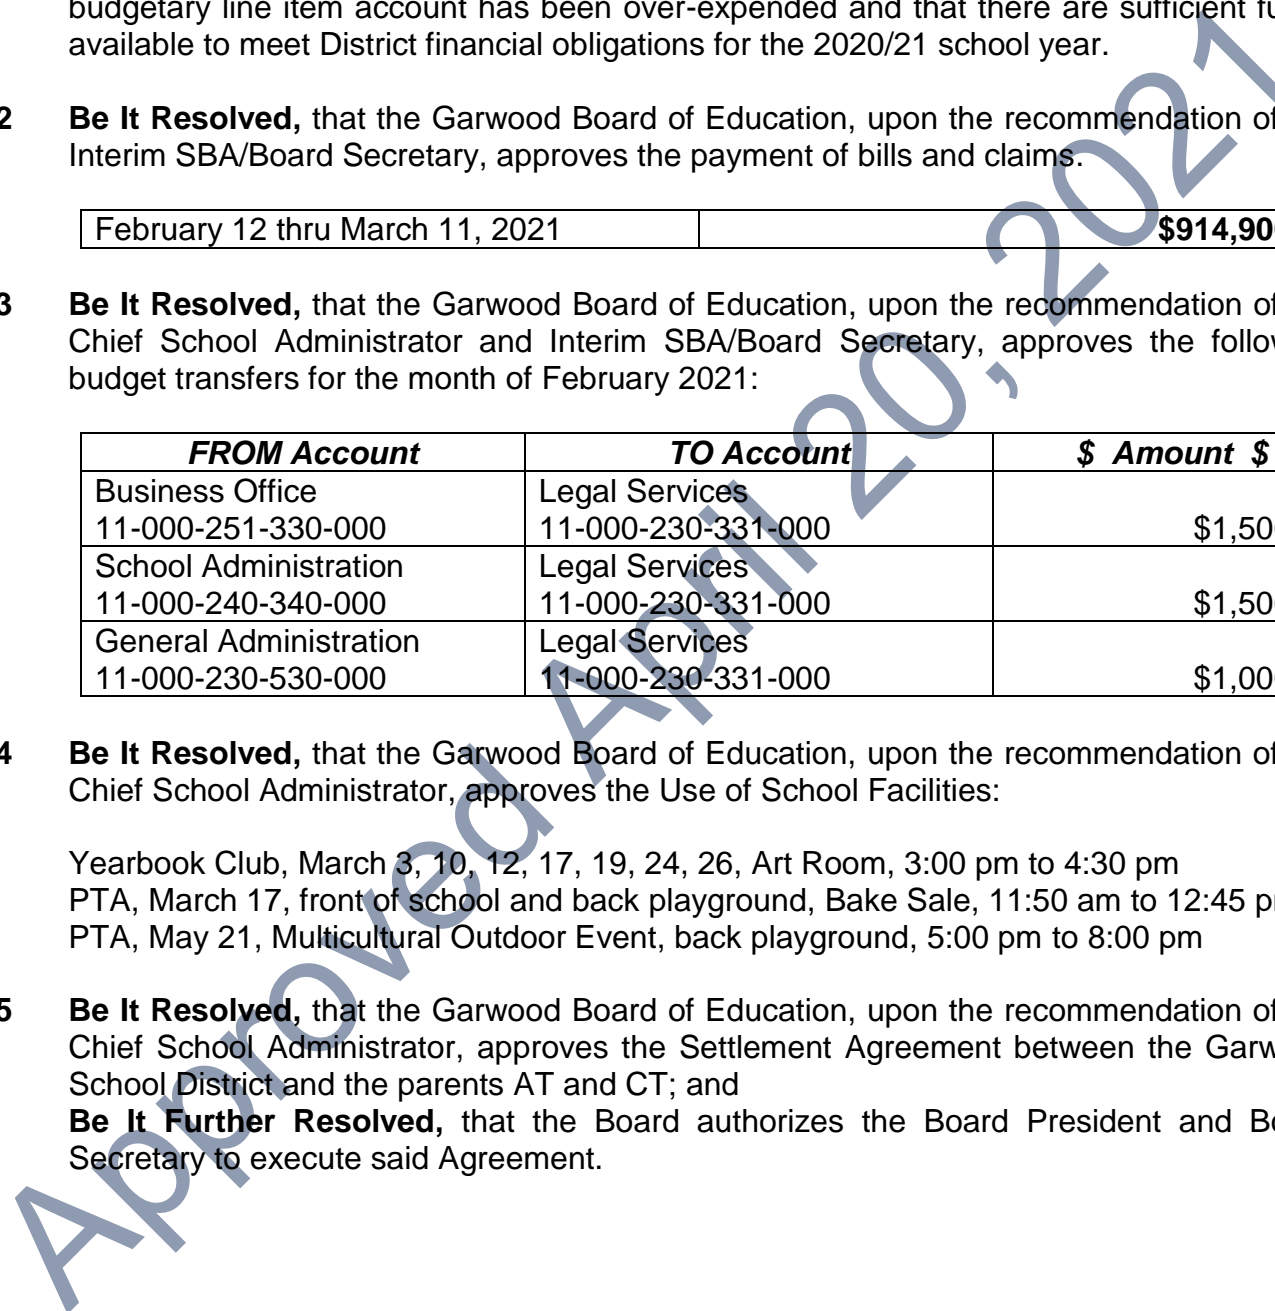 budgetary line item account has been over-expended and that there are sufficient fu
available to meet District financial obligations for the 2020/21 school year.
2 Be It Resolved, that the Garwood Board of Education, upon the recommendation of
Interim SBA/Board Secretary, approves the payment of bills and claims.
February 12 thru March 11, 2021 $914,90
3 Be It Resolved, that the Garwood Board of Education, upon the recommendation of
Chief School Administrator and Interim SBA/Board Secretary, approves the follow
budget transfers for the month of February 2021:
FROM Account TO Account $ Amount $
Business Office Legal Services
11-000-251-330-000 11-000-230-331-000 $1,50
School Administration Legal Services
11-000-240-340-000 11-000-230-331-000 $1,50
General Administration Legal Services
11-000-230-530-000 11-000-230-331-000 $1,00
4 Be It Resolved, that the Garwood Board of Education, upon the recommendation of
Chief School Administrator, approves the Use of School Facilities:
Yearbook Club, March 3, 10, 12, 17, 19, 24, 26, Art Room, 3:00 pm to 4:30 pm
PTA, March 17, front of school and back playground, Bake Sale, 11:50 am to 12:45 p
PTA, May 21, Multicultural Outdoor Event, back playground, 5:00 pm to 8:00 pm
5 Be It Resolved, that the Garwood Board of Education, upon the recommendation of
Chief School Administrator, approves the Settlement Agreement between the Garw
School District and the parents AT and CT; and
Be It Further Resolved, that the Board authorizes the Board President and Bo
Secretary to execute said Agreement.
Approved April 20, 2021